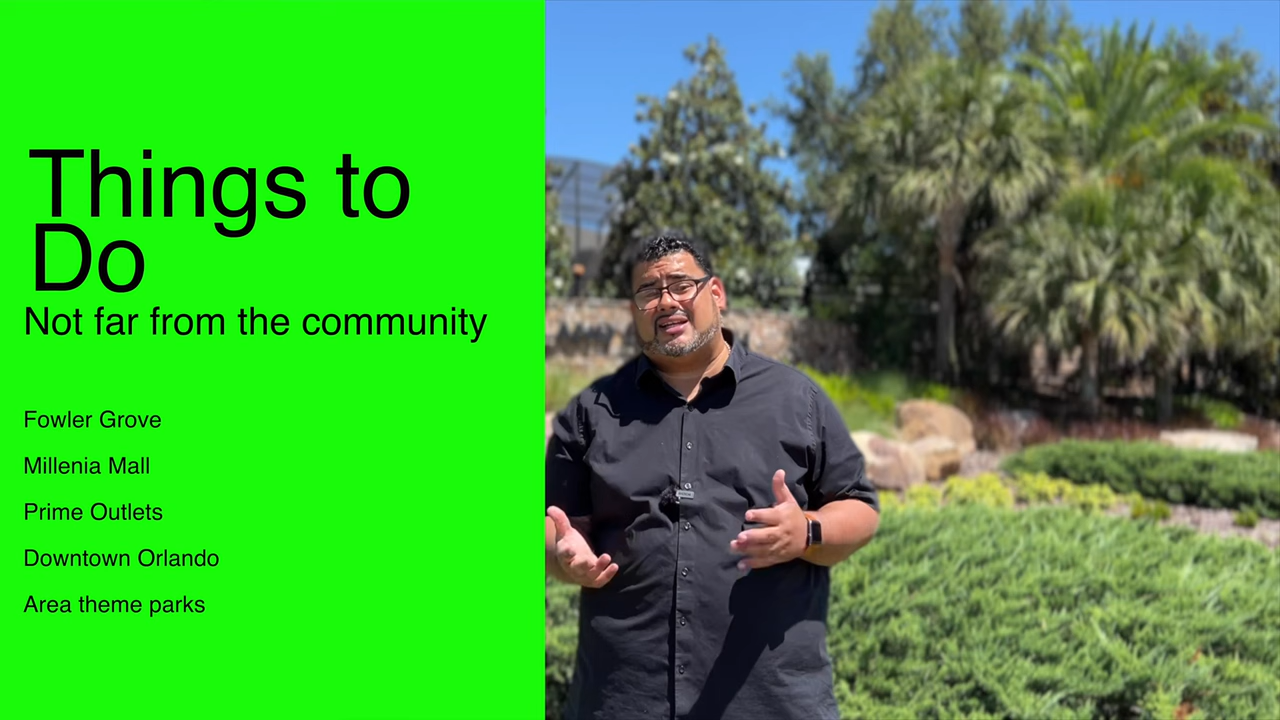 Things to
Do
Not far from the community
Fowler Grove
Millenia Mall
Prime Outlets
Downtown Orlando
Area theme parks